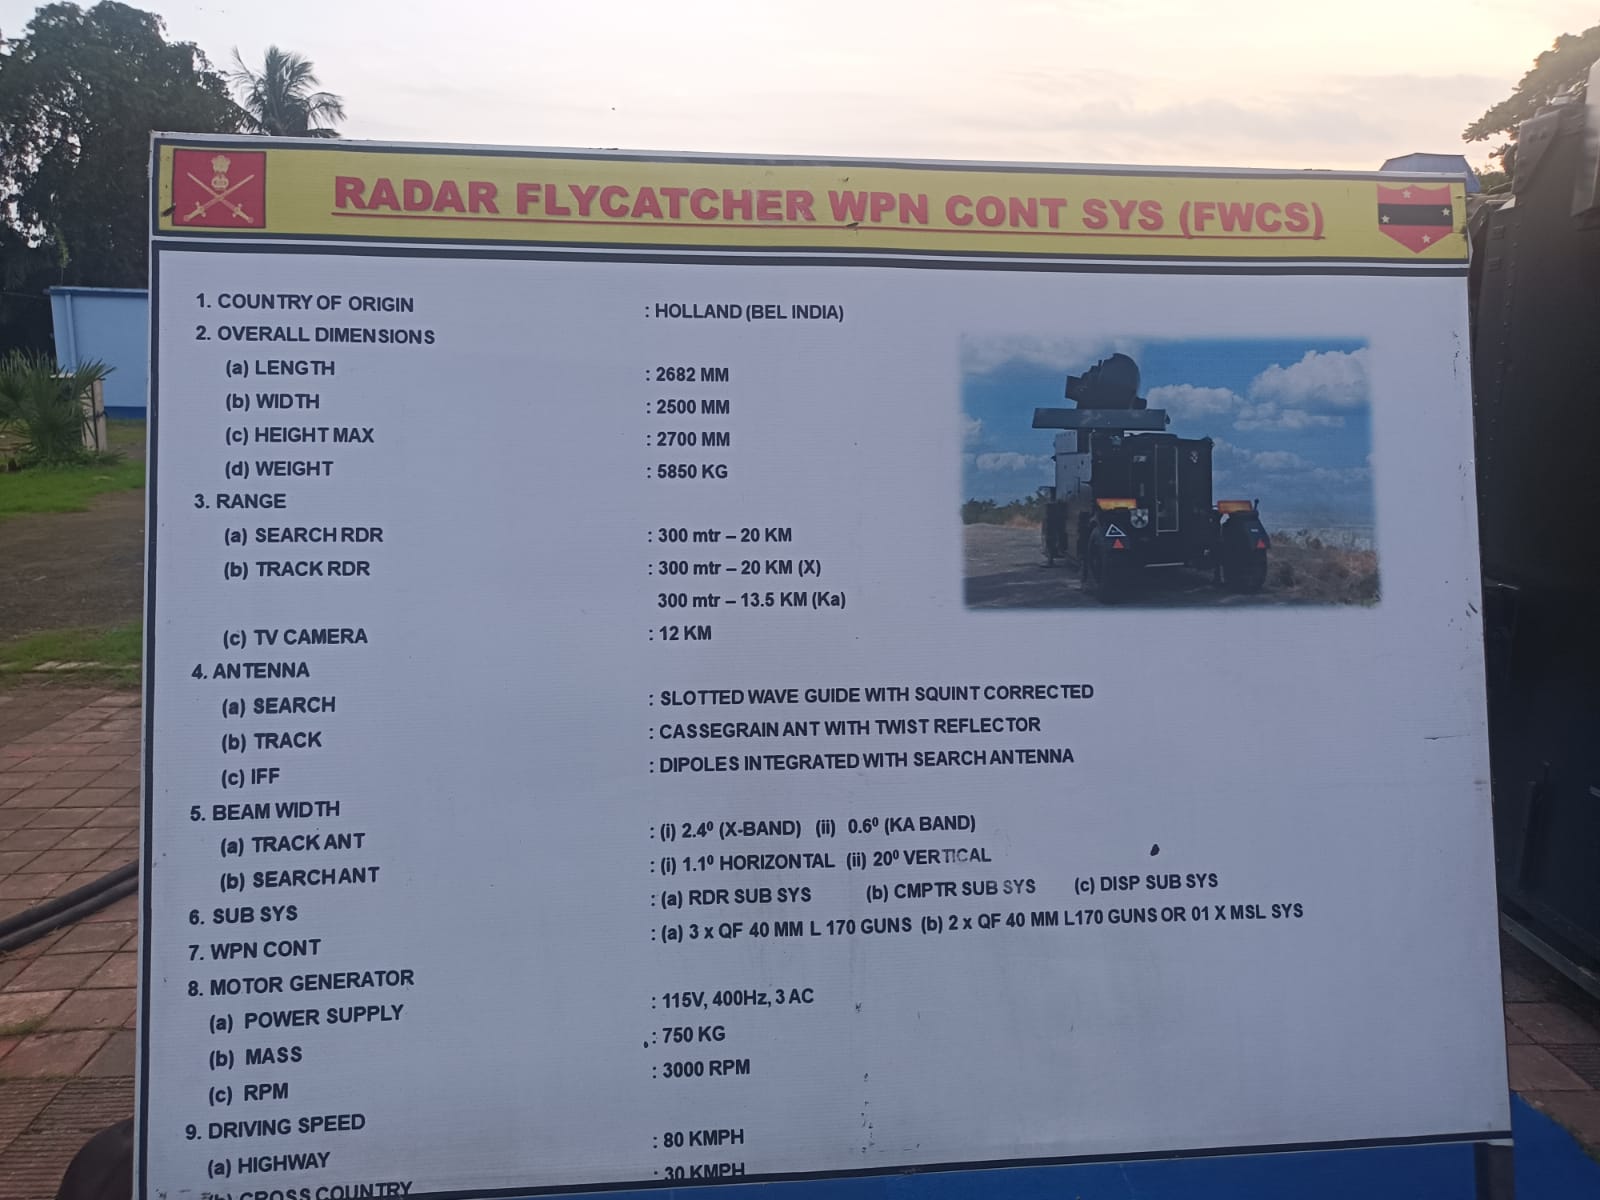 RADAR FLYCATCHER WPN CONT SYS (FWCS)
1. COUNTRY OF ORIGIN : HOLLAND (BEL INDIA)
2. OVERALL DIMENSIONS
(a) LENGTH : 2682 MM
(b) WIDTH : 2500 MM
(c) HEIGHT MAX : 2700 MM
(d) WEIGHT : 5850 KG
3. RANGE
(a) SEARCH RDR : 300 mtr – 20 KM
(b) TRACK RDR : 300 mtr – 20 KM (X)
300 mtr – 13.5 KM (Ka)
(c) TV CAMERA : 12 KM
4. ANTENNA
(a) SEARCH : SLOTTED WAVE GUIDE WITH SQUINT CORRECTED
(b) TRACK : CASSEGRAIN ANT WITH TWIST REFLECTOR
(c) IFF : DIPOLES INTEGRATED WITH SEARCH ANTENNA
5. BEAM WIDTH
(a) TRACK ANT : (i) 2.4⁰ (X-BAND) (ii) 0.6⁰ (KA BAND)
(b) SEARCH ANT : (i) 1.1⁰ HORIZONTAL (ii) 20⁰ VERTICAL
6. SUB SYS : (a) RDR SUB SYS (b) CMPTR SUB SYS (c) DISP SUB SYS
7. WPN CONT : (a) 3 x QF 40 MM L 170 GUNS (b) 2 x QF 40 MM L170 GUNS OR 01 X MSL SYS
8. MOTOR GENERATOR
(a) POWER SUPPLY : 115V, 400Hz, 3 AC
(b) MASS : 750 KG
(c) RPM : 3000 RPM
9. DRIVING SPEED
(a) HIGHWAY : 80 KMPH
(b) CROSS COUNTRY : 30 KMPH